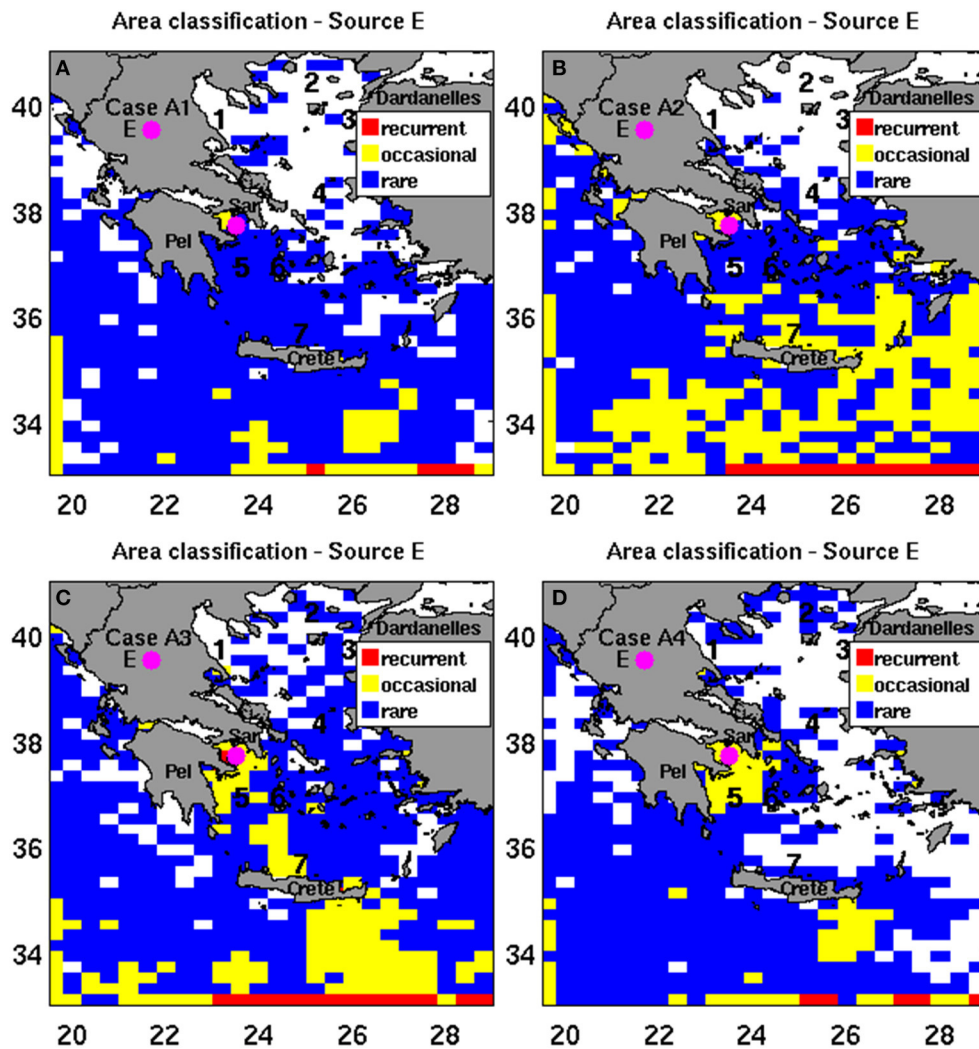 Area classification - Source E
Area classification - Source E
A
B
40
38
36
34
Case A1
E
1
2
3
4
5
6
7
Sar
Pel
Crete
Dardanelles
recurrent
occasional
rare
20 22 24 26 28
40
38
36
34
Case A2
E
1
2
3
4
5
6
7
Sar
Pel
Crete
Dardanelles
recurrent
occasional
rare
20 22 24 26 28
Area classification - Source E
Area classification - Source E
C
D
40
38
36
34
Case A3
E
1
2
3
4
5
6
7
Sar
Pel
Crete
Dardanelles
recurrent
occasional
rare
20 22 24 26 28
40
38
36
34
Case A4
E
1
2
3
4
5
6
7
Sar
Pel
Crete
Dardanelles
recurrent
occasional
rare
20 22 24 26 28